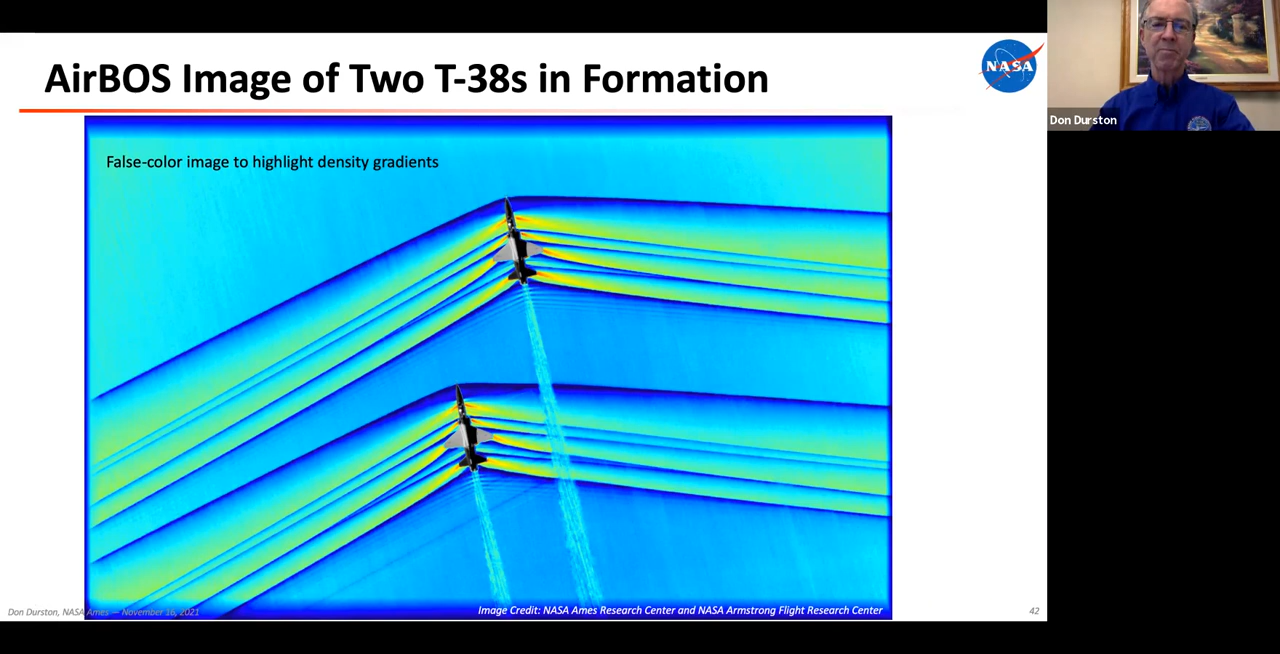 AirBOS Image of Two T-38s in Formation
NASA
Don Durston
False-color image to highlight density gradients
Don Durston, NASA Ames — November 16, 2021
Image Credit: NASA Ames Research Center and NASA Armstrong Flight Research Center
42